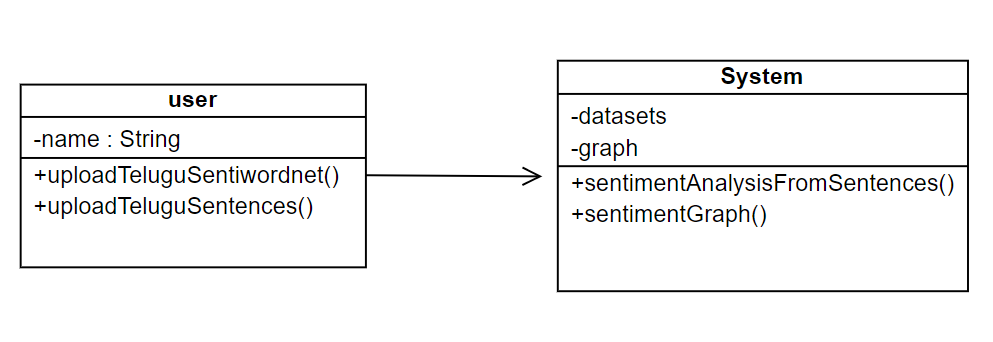 user
-name : String
+uploadTeluguSentiwordnet()
+uploadTeluguSentences()
System
-datasets
-graph
+sentimentAnalysisFromSentences()
+sentimentGraph()